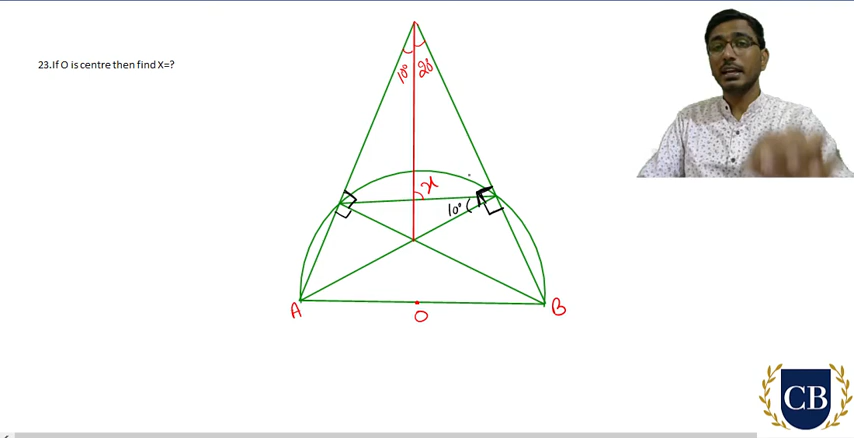 23.If O is centre then find X=?
10° 20°
x
10°
A
B
O
CB